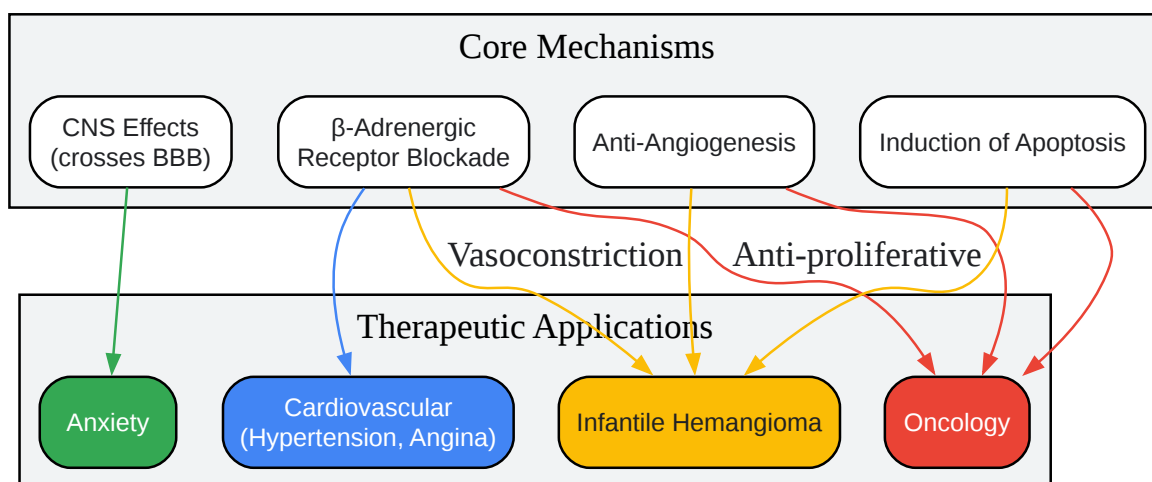 Core Mechanisms
CNS Effects
(crosses BBB)
β-Adrenergic
Receptor Blockade
Anti-Angiogenesis
Induction of Apoptosis
Vasoconstriction
Anti-proliferative
Therapeutic Applications
Anxiety
Cardiovascular
(Hypertension, Angina)
Infantile Hemangioma
Oncology